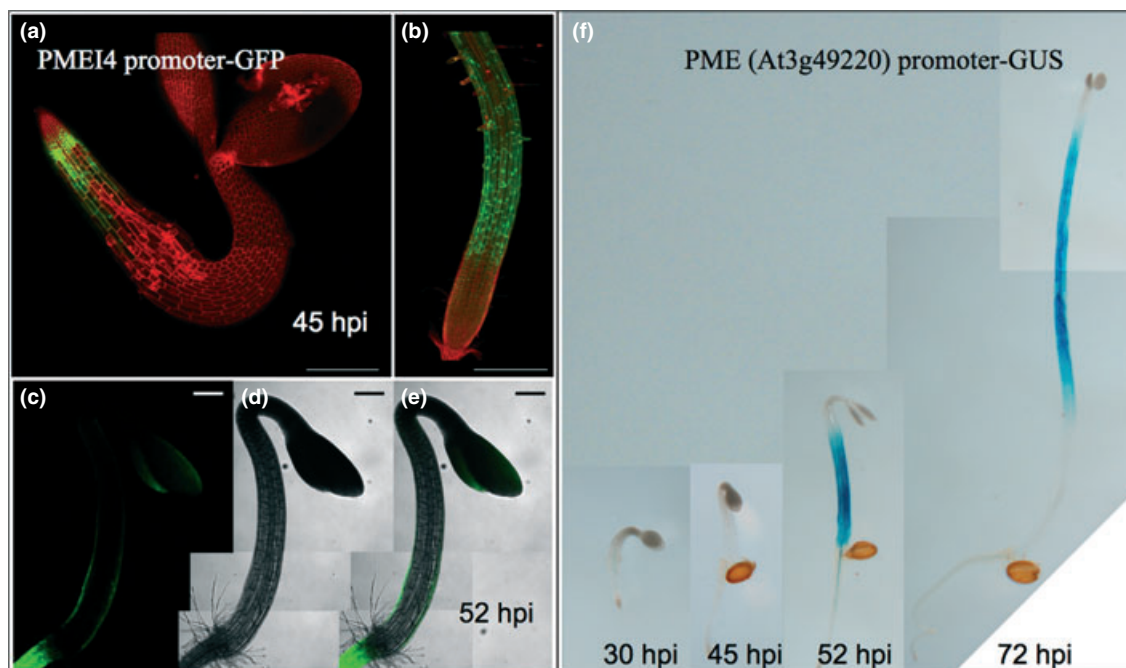 (a)
PMEI4 promoter-GFP
45 hpi
(b)
(c)
(d)
(e)
52 hpi
(f)
PME (At3g49220) promoter-GUS
30 hpi
45 hpi
52 hpi
72 hpi